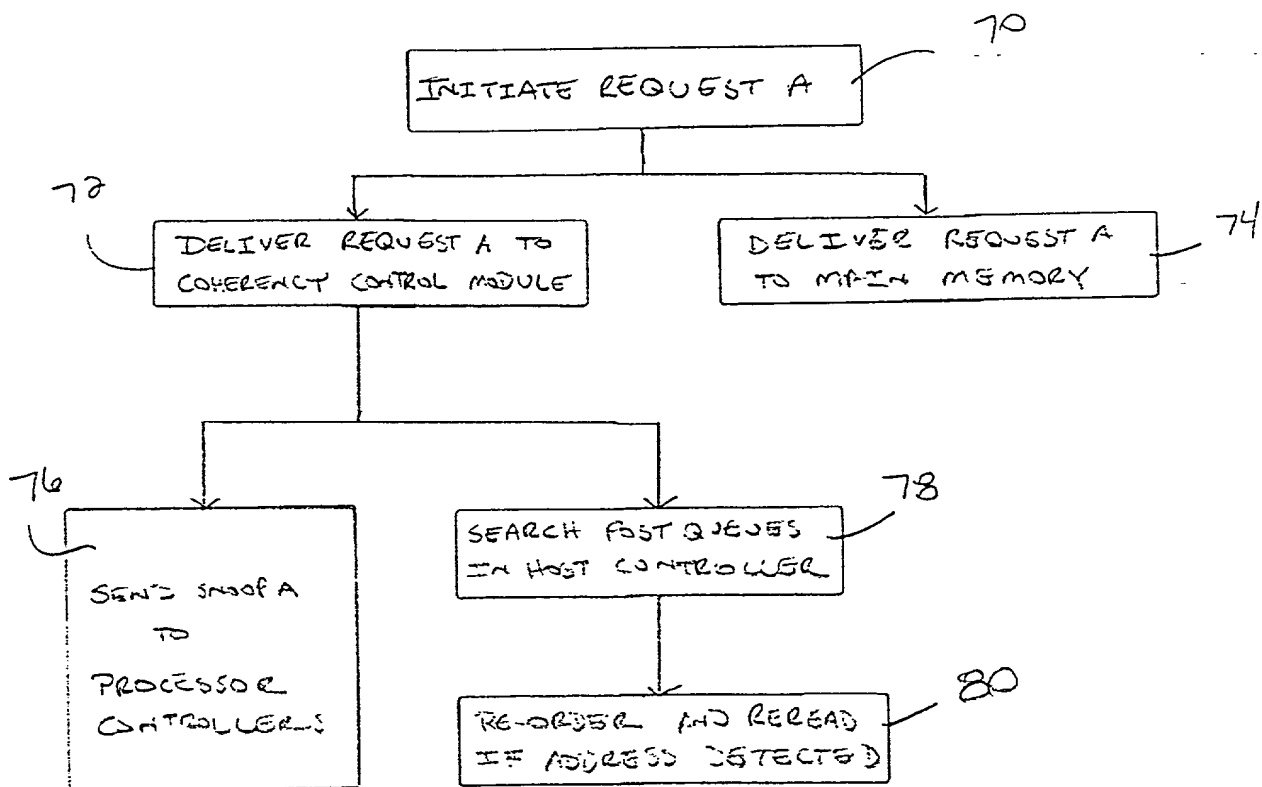 70
INITIATE REQUEST A
72
DELIVER REQUEST A TO
COHERENCY CONTROL MODULE
DELIVER REQUEST A
TO MAIN MEMORY
74
76
SEND SNOOP A
TO
PROCESSOR
CONTROLLERS
78
SEARCH POST QUEUES
IN HOST CONTROLLER
80
RE-ORDER AND REREAD
IF ADDRESS DETECTED